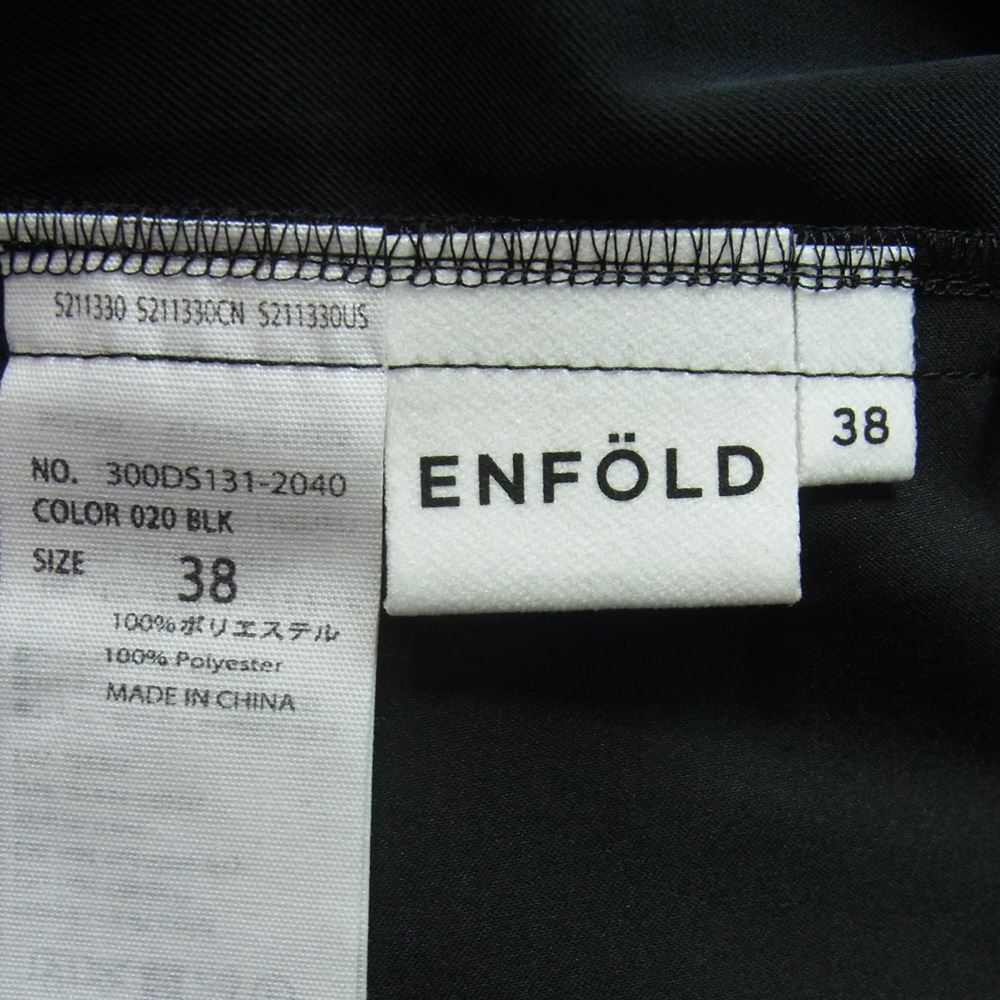 S211330 S211330CN S211330US
NO. 300DS131-2040
COLOR 020 BLK
SIZE 38
100%ポリエステル
100% Polyester
MADE IN CHINA
ENFÖLD
38